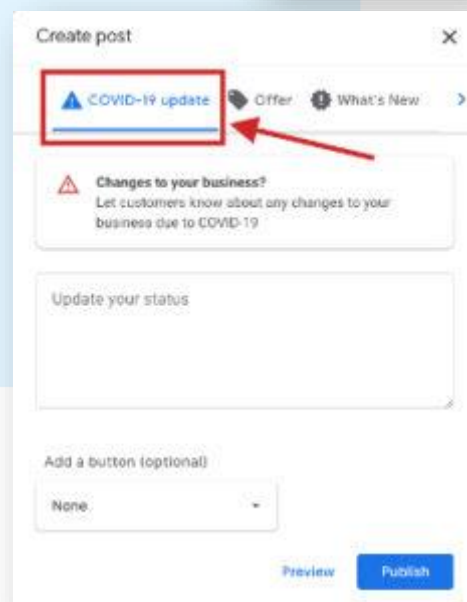 Create post
COVID-19 update Offer What's New
Changes to your business?
Let customers know about any changes to your
business due to COVID-19
Update your status
Add a button (optional)
None
Preview Publish